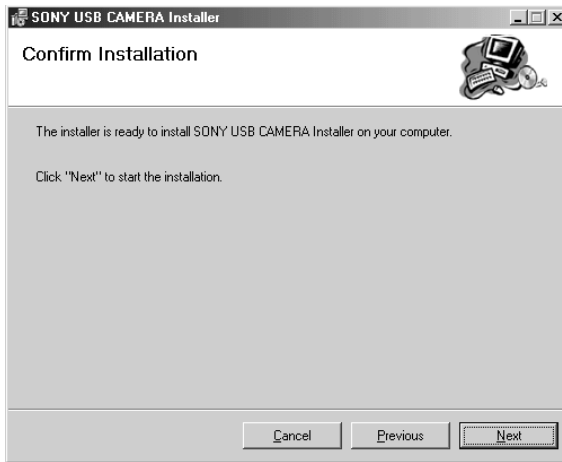 SONY USB CAMERA Installer
Confirm Installation
The installer is ready to install SONY USB CAMERA Installer on your computer.
Click "Next" to start the installation.
Cancel Previous Next